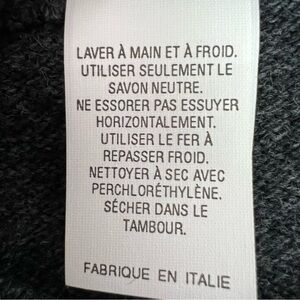 LAVER À MAIN ET À FROID.
UTILISER SEULEMENT LE
SAVON NEUTRE.
NE ESSORER PAS ESSUYER
HORIZONTALEMENT.
UTILISER LE FER À
REPASSER FROID.
NETTOYER À SEC AVEC
PERCHLORÉTHYLÈNE.
SÉCHER DANS LE
TAMBOUR.
FABRIQUE EN ITALIE